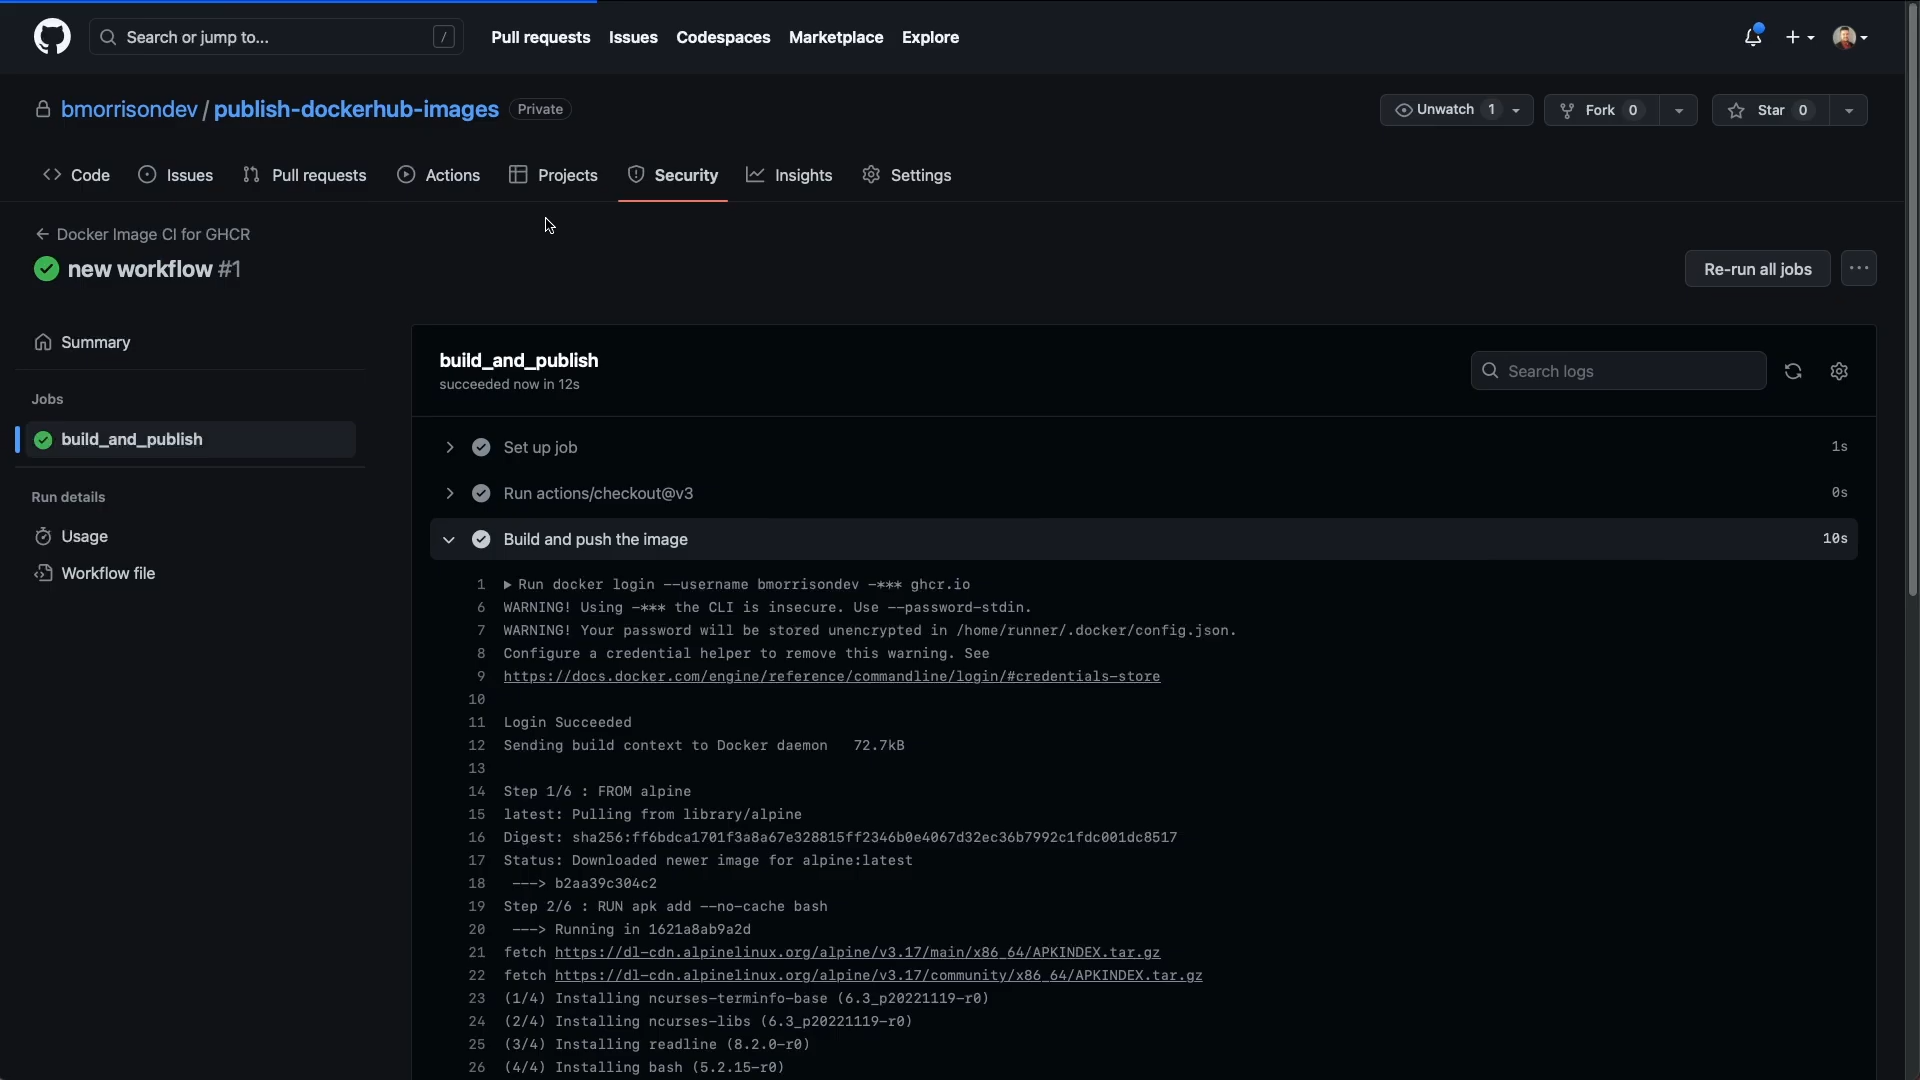 Search or jump to... /
Pull requests Issues Codespaces Marketplace Explore
bmorrisondev / publish-dockerhub-images Private
Unwatch 1 Fork 0 Star 0
Code Issues Pull requests Actions Projects Security Insights Settings
← Docker Image CI for GHCR
new workflow #1
Re-run all jobs ...
Summary
Jobs
build_and_publish
Run details
Usage
Workflow file
build_and_publish
succeeded now in 12s
Search logs
Set up job 1s
Run actions/checkout@v3 0s
Build and push the image 10s
1 ▶ Run docker login --username bmorrisondev -*** ghcr.io
6 WARNING! Using -*** the CLI is insecure. Use --password-stdin.
7 WARNING! Your password will be stored unencrypted in /home/runner/.docker/config.json.
8 Configure a credential helper to remove this warning. See
9 https://docs.docker.com/engine/reference/commandline/login/#credentials-store
10
11 Login Succeeded
12 Sending build context to Docker damon 72.7kB
13
14 Step 1/6 : FROM alpine
15 latest: Pulling from library/alpine
16 Digest: sha256:ff6bdca1701f3a8a67e328815ff2346b0e4067d32ec36b7992c1fdc001dc8517
17 Status: Downloaded newer image for alpine:latest
18 ---> b2aa39c304c2
19 Step 2/6 : RUN apk add --no-cache bash
20 ---> Running in 1621a8ab9a2d
21 fetch https://dl-cdn.alpinelinux.org/alpine/v3.17/main/x86_64/APKINDEX.tar.gz
22 fetch https://dl-cdn.alpinelinux.org/alpine/v3.17/community/x86_64/APKINDEX.tar.gz
23 (1/4) Installing ncurses-terminfo-base (6.3_p20221119-r0)
24 (2/4) Installing ncurses-libs (6.3_p20221119-r0)
25 (3/4) Installing readline (8.2.0-r0)
26 (4/4) Installing bash (5.2.15-r0)